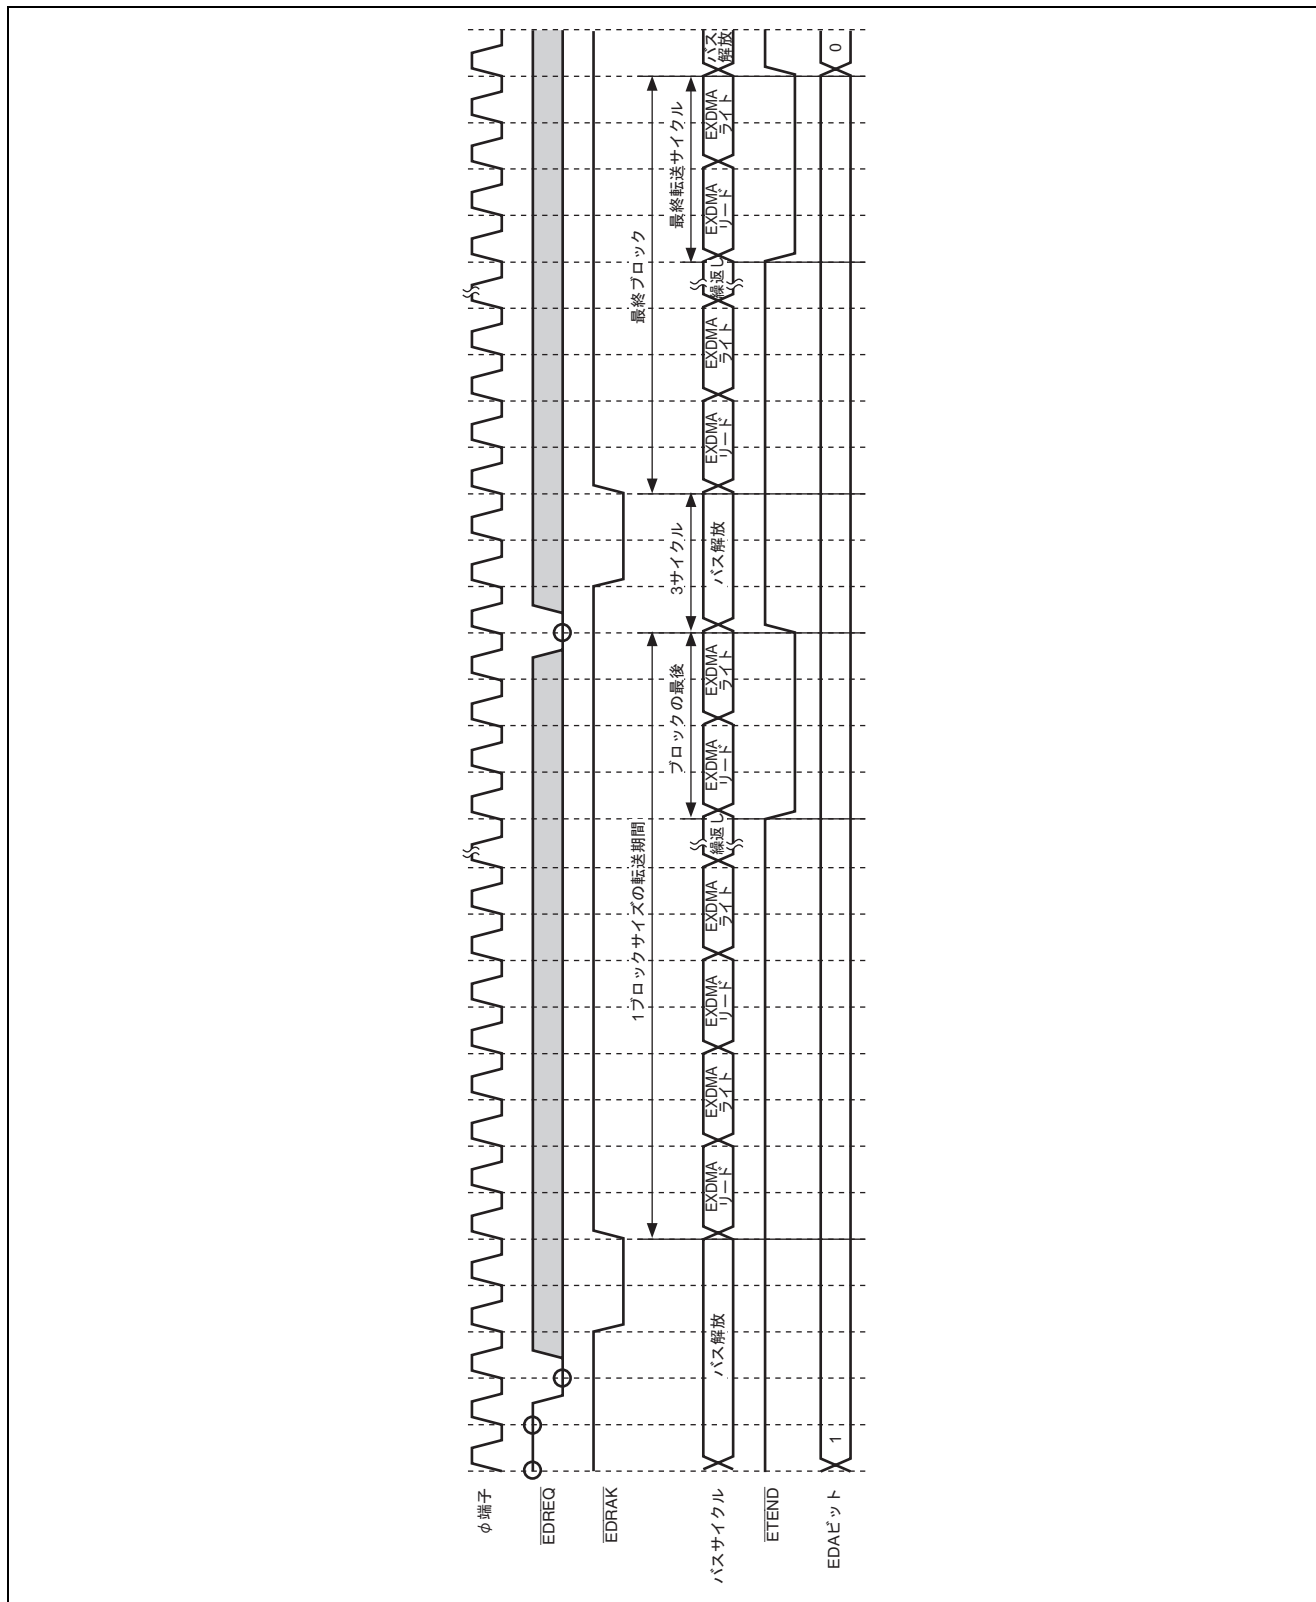 φ端子
EDREQ
EDRAK
1ブロックサイズの転送期間
最終ブロック
ブロックの最後
3サイクル
最終転送サイクル
バスサイクル
バス解放
EXDMA
リード
EXDMA
ライト
EXDMA
リード
EXDMA
ライト
繰返し
EXDMA
リード
EXDMA
ライト
バス解放
EXDMA
リード
EXDMA
ライト
繰返し
EXDMA
リード
EXDMA
ライト
バス
解放
ETEND
EDAビット
1
0